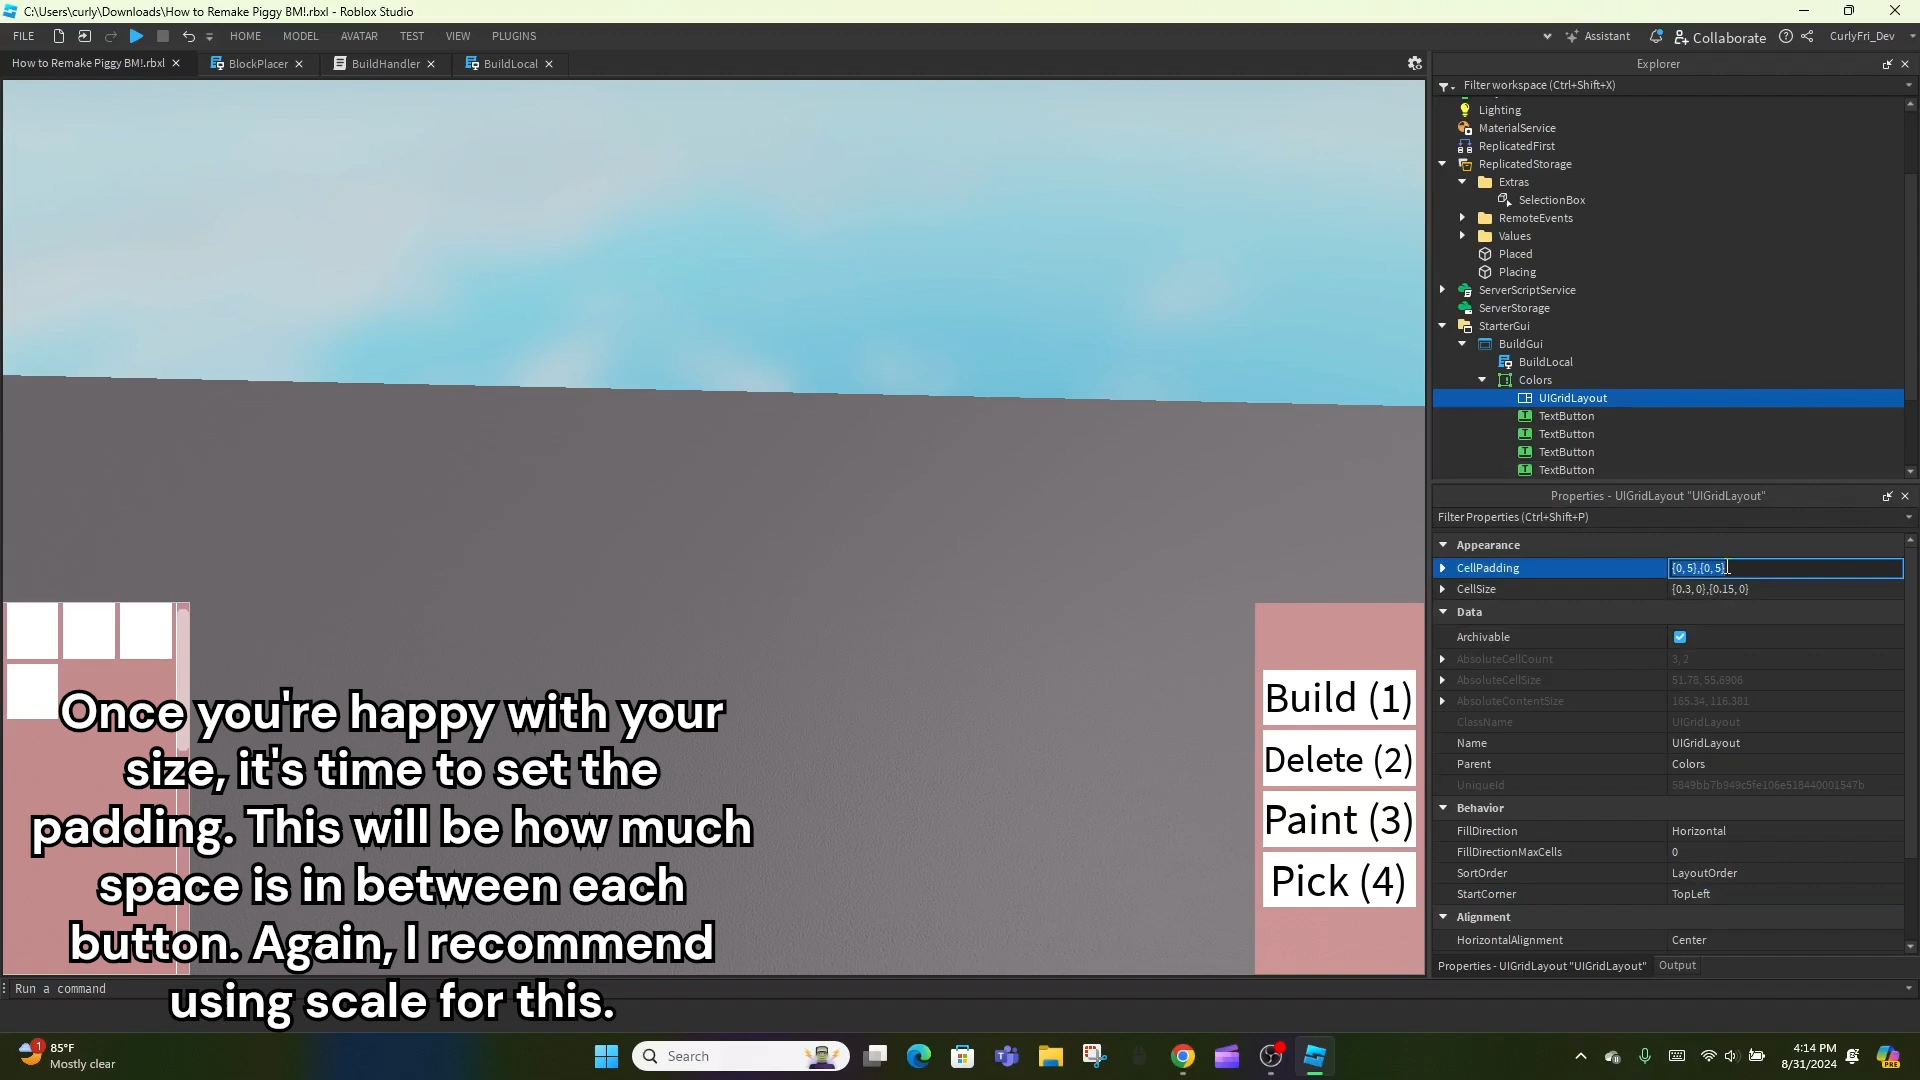 C:\Users\curly\Downloads\How to Remake Piggy BM!.rbxl - Roblox Studio
FILE HOME MODEL AVATAR TEST VIEW PLUGINS Assistant Collaborate CurlyFri_Dev
How to Remake Piggy BM!.rbxl BlockPlacer BuildHandler BuildLocal
Explorer
Filter workspace (Ctrl+Shift+X)
Lighting
MaterialService
ReplicatedFirst
ReplicatedStorage
Extras
SelectionBox
RemoteEvents
Values
Placed
Placing
ServerScriptService
ServerStorage
StarterGui
BuildGui
BuildLocal
Colors
UIGridLayout
TextButton
TextButton
TextButton
TextButton
Properties - UIGridLayout "UIGridLayout"
Filter Properties (Ctrl+Shift+P)
Appearance
CellPadding {0, 5},{0, 5}
CellSize {0.3, 0},{0.15, 0}
Data
Archivable
AbsoluteCellCount 3, 2
AbsoluteCellSize 51.78, 55.6906
AbsoluteContentSize 165.34, 116.381
ClassName UIGridLayout
Name UIGridLayout
Parent Colors
UniqueId 5849bb7b949c5fe106e518440001547b
Behavior
FillDirection Horizontal
FillDirectionMaxCells 0
SortOrder LayoutOrder
StartCorner TopLeft
Alignment
HorizontalAlignment Center
Properties - UIGridLayout "UIGridLayout" Output
Build (1)
Delete (2)
Paint (3)
Pick (4)
Once you're happy with your
size, it's time to set the
padding. This will be how much
space is in between each
button. Again, I recommend
using scale for this.
Run a command
1
85°F
Mostly clear
Search
4:14 PM
8/31/2024
PRE